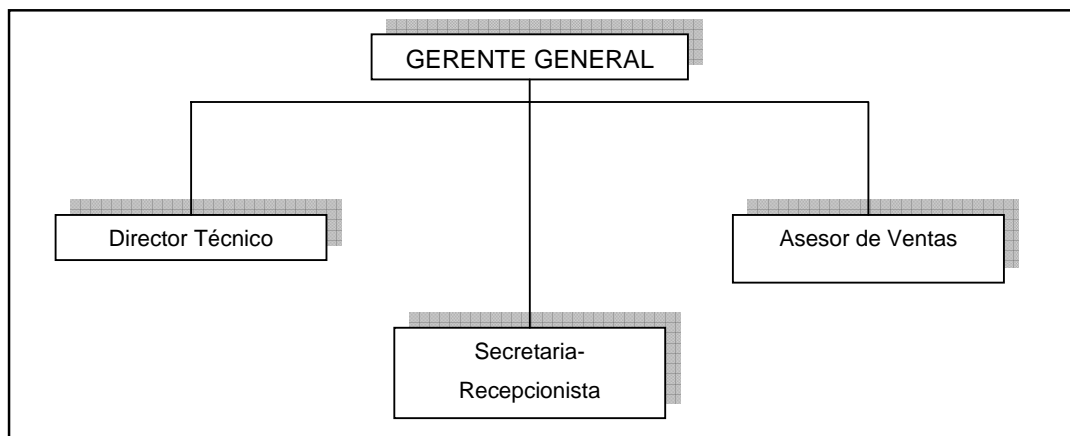 GERENTE GENERAL
Director Técnico
Asesor de Ventas
Secretaria-
Recepcionista